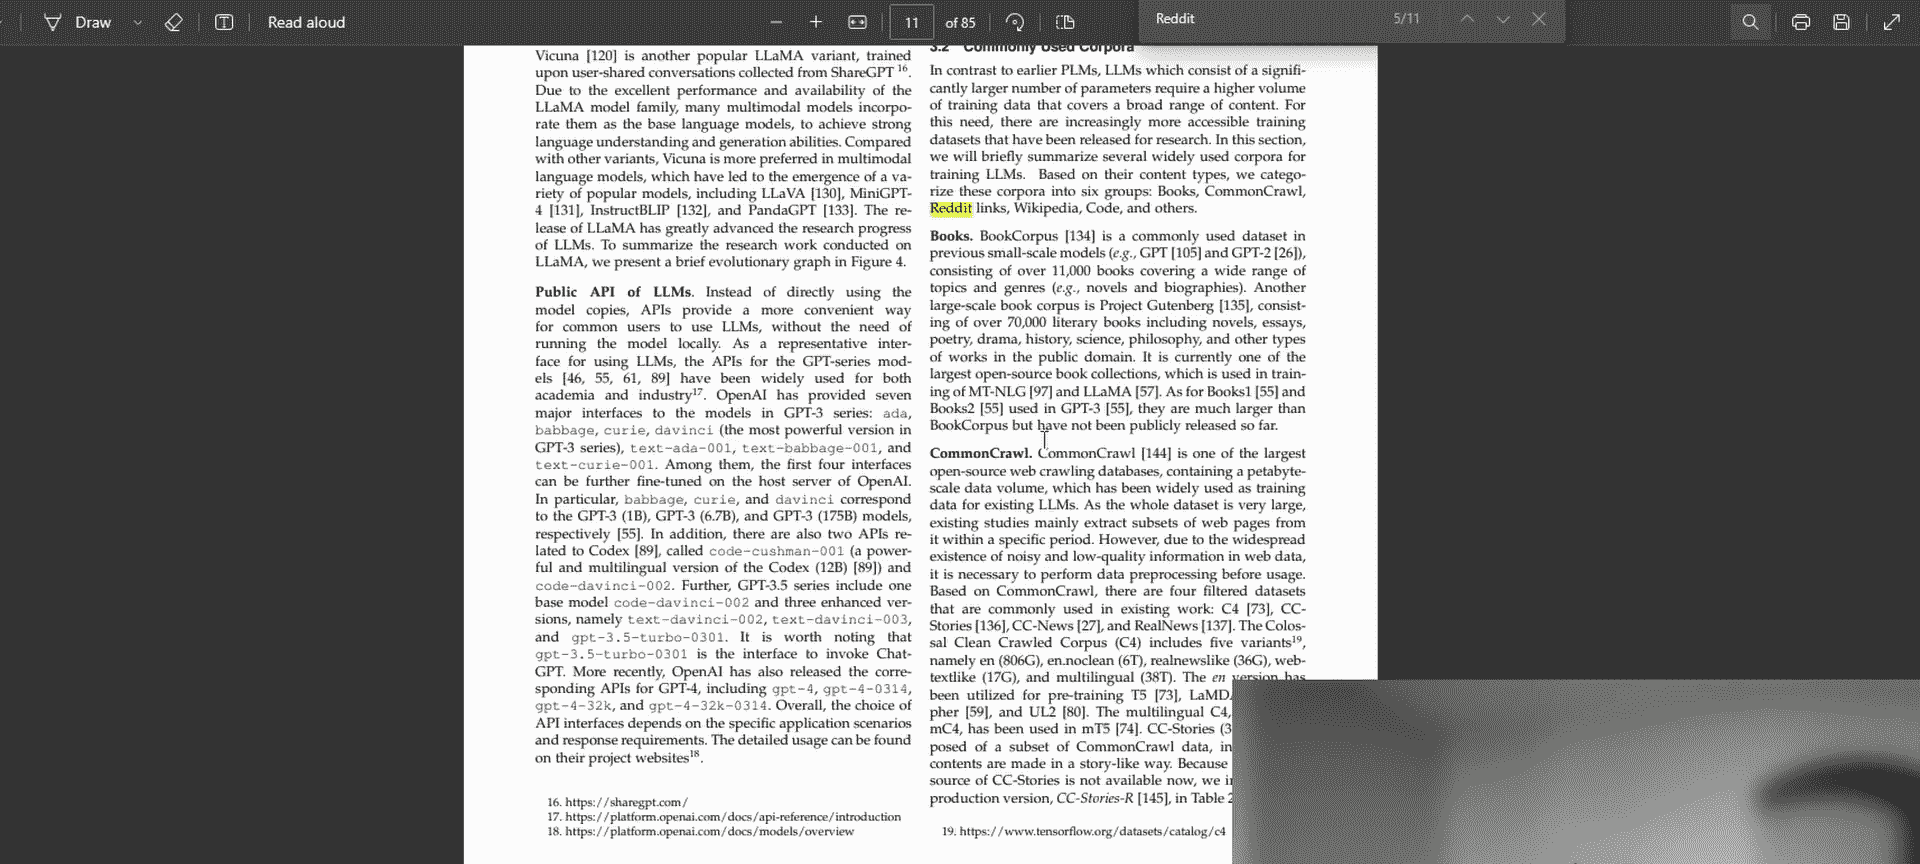 Draw
Read aloud
11
of 85
Reddit
5/11
Vicuna [120] is another popular LLaMA variant, trained
upon user-shared conversations collected from ShareGPT 16.
Due to the excellent performance and availability of the
LLaMA model family, many multimodal models incorpo-
rate them as the base language models, to achieve strong
language understanding and generation abilities. Compared
with other variants, Vicuna is more preferred in multimodal
language models, which have led to the emergence of a va-
riety of popular models, including LLaVA [130], MiniGPT-
4 [131], InstructBLIP [132], and PandaGPT [133]. The re-
lease of LLaMA has greatly advanced the research progress
of LLMs. To summarize the research work conducted on
LLaMA, we present a brief evolutionary graph in Figure 4.
Public API of LLMs. Instead of directly using the
model copies, APIs provide a more convenient way
for common users to use LLMs, without the need of
running the model locally. As a representative inter-
face for using LLMs, the APIs for the GPT-series mod-
els [46, 55, 61, 89] have been widely used for both
academia and industry17. OpenAI has provided seven
major interfaces to the models in GPT-3 series: ada,
babbage, curie, davinci (the most powerful version in
GPT-3 series), text-ada-001, text-babbage-001, and
text-curie-001. Among them, the first four interfaces
can be further fine-tuned on the host server of OpenAI.
In particular, babbage, curie, and davinci correspond
to the GPT-3 (1B), GPT-3 (6.7B), and GPT-3 (175B) models,
respectively [55]. In addition, there are also two APIs re-
lated to Codex [89], called code-cushman-001 (a power-
ful and multilingual version of the Codex (12B) [89]) and
code-davinci-002. Further, GPT-3.5 series include one
base model code-davinci-002 and three enhanced ver-
sions, namely text-davinci-002, text-davinci-003,
and gpt-3.5-turbo-0301. It is worth noting that
gpt-3.5-turbo-0301 is the interface to invoke Chat-
GPT. More recently, OpenAI has also released the corre-
sponding APIs for GPT-4, including gpt-4, gpt-4-0314,
gpt-4-32k, and gpt-4-32k-0314. Overall, the choice of
API interfaces depends on the specific application scenarios
and response requirements. The detailed usage can be found
on their project websites18.
16. https://sharegpt.com/
17. https://platform.openai.com/docs/api-reference/introduction
18. https://platform.openai.com/docs/models/overview
3.2 Commonly Used Corpora
In contrast to earlier PLMs, LLMs which consist of a signifi-
cantly larger number of parameters require a higher volume
of training data that covers a broad range of content. For
this need, there are increasingly more accessible training
datasets that have been released for research. In this section,
we will briefly summarize several widely used corpora for
training LLMs. Based on their content types, we catego-
rize these corpora into six groups: Books, CommonCrawl,
Reddit links, Wikipedia, Code, and others.
Books. BookCorpus [134] is a commonly used dataset in
previous small-scale models (e.g., GPT [105] and GPT-2 [26]),
consisting of over 11,000 books covering a wide range of
topics and genres (e.g., novels and biographies). Another
large-scale book corpus is Project Gutenberg [135], consist-
ing of over 70,000 literary books including novels, essays,
poetry, drama, history, science, philosophy, and other types
of works in the public domain. It is currently one of the
largest open-source book collections, which is used in train-
ing of MT-NLG [97] and LLaMA [57]. As for Books1 [55] and
Books2 [55] used in GPT-3 [55], they are much larger than
BookCorpus but have not been publicly released so far.
CommonCrawl. CommonCrawl [144] is one of the largest
open-source web crawling databases, containing a petabyte-
scale data volume, which has been widely used as training
data for existing LLMs. As the whole dataset is very large,
existing studies mainly extract subsets of web pages from
it within a specific period. However, due to the widespread
existence of noisy and low-quality information in web data,
it is necessary to perform data preprocessing before usage.
Based on CommonCrawl, there are four filtered datasets
that are commonly used in existing work: C4 [73], CC-
Stories [136], CC-News [27], and RealNews [137]. The Colos-
sal Clean Crawled Corpus (C4) includes five variants19,
namely en (806G), en.noclean (6T), realnewslike (36G), web-
textlike (17G), and multilingual (38T). The en version has
been utilized for pre-training T5 [73], LaMD
pher [59], and UL2 [80]. The multilingual C4,
mC4, has been used in mT5 [74]. CC-Stories (3
posed of a subset of CommonCrawl data, in
contents are made in a story-like way. Because
source of CC-Stories is not available now, we
production version, CC-Stories-R [145], in Table 2
19. https://www.tensorflow.org/datasets/catalog/c4